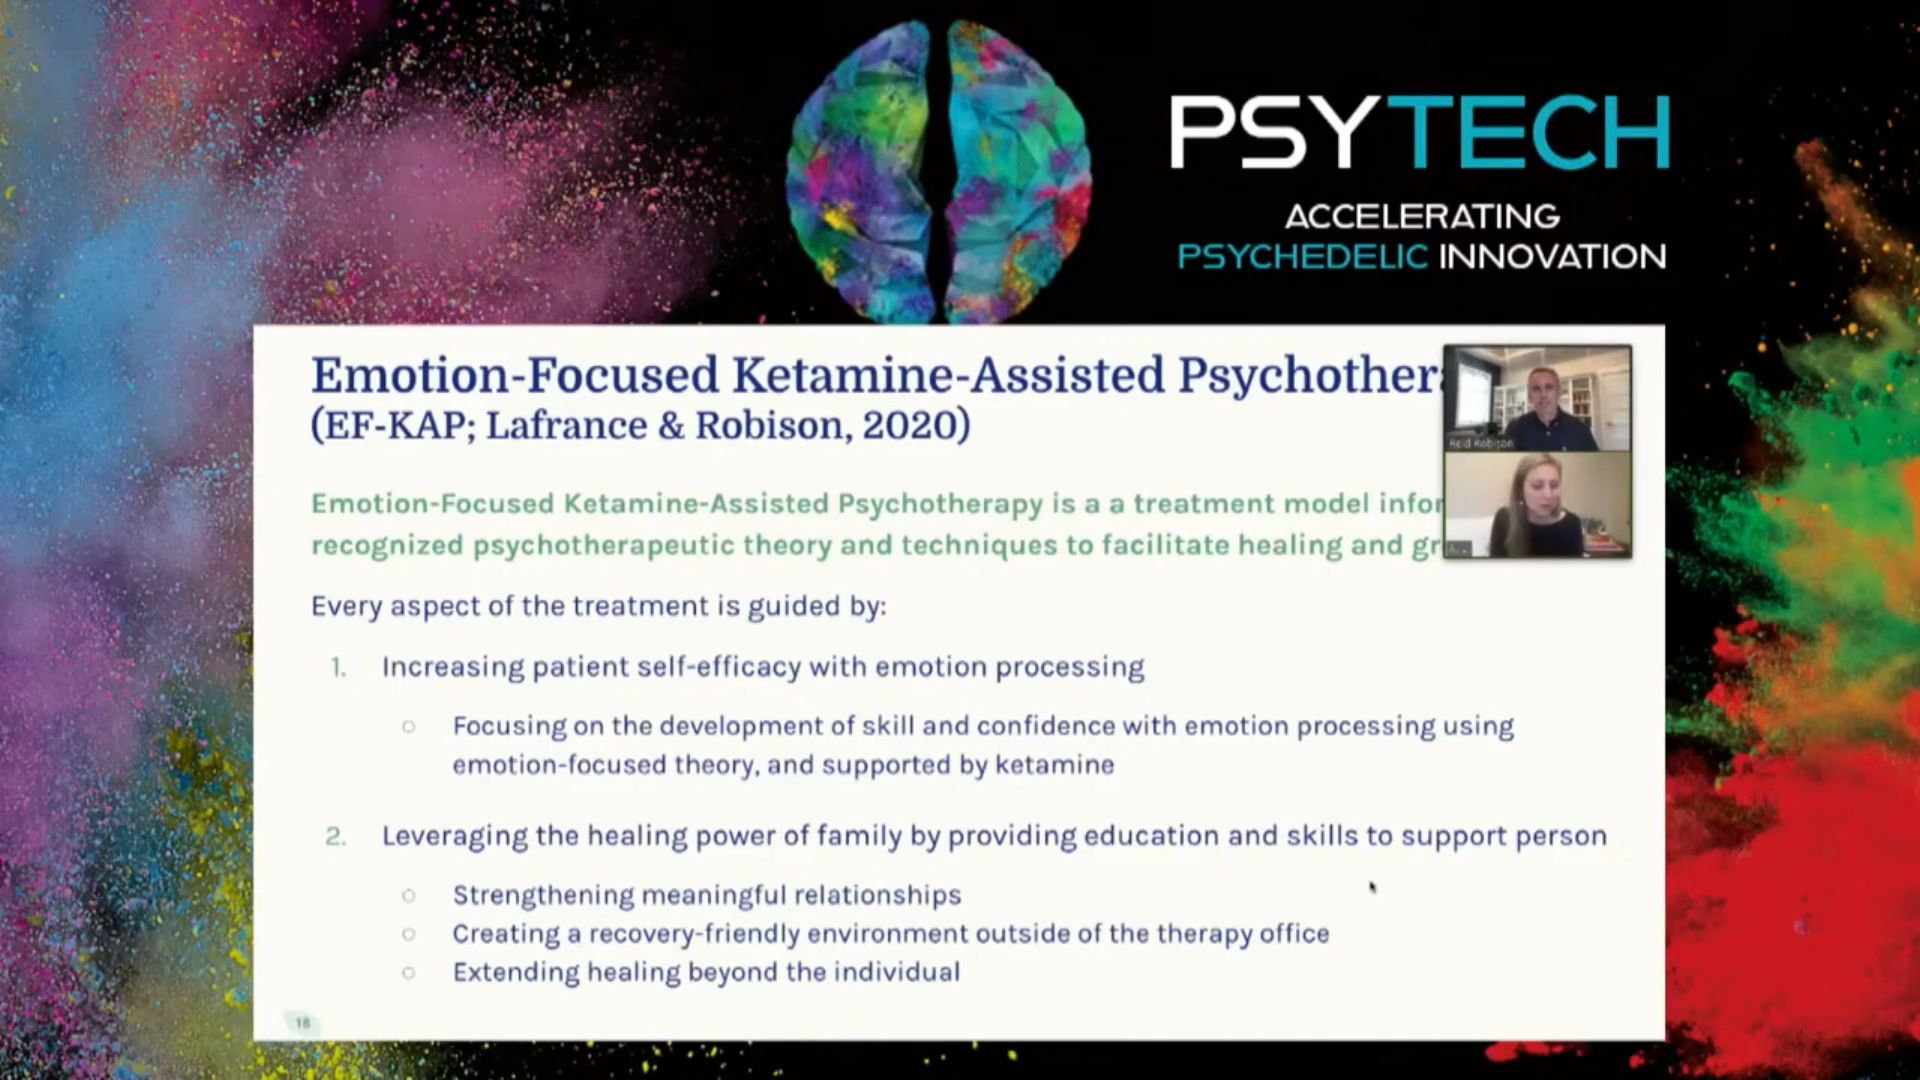 PSYTECH
ACCELERATING
PSYCHEDELIC INNOVATION
Emotion-Focused Ketamine-Assisted
(EF-KAP; Lafrance & Robison, 2020)
Reid Robison
Emotion-Focused Ketamine-Assisted Psychotherapy is a a treatment model
recognized psychotherapeutic theory and techniques to facilitate healing and
Every aspect of the treatment is guided by:
1. Increasing patient self-efficacy with emotion processing
○ Focusing on the development of skill and confidence with emotion processing using
emotion-focused theory, and supported by ketamine
2. Leveraging the healing power of family by providing education and skills to support person
○ Strengthening meaningful relationships
○ Creating a recovery-friendly environment outside of the therapy office
○ Extending healing beyond the individual
18